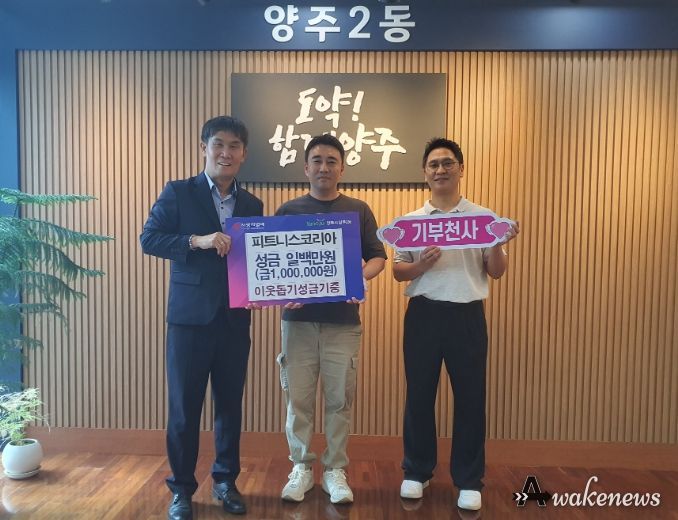 양주2동
도약!
함께양주
피트니스코리아
성금 일백만원
(금1,000,000원)
이웃돕기성금기증
기부천사
Awakenews